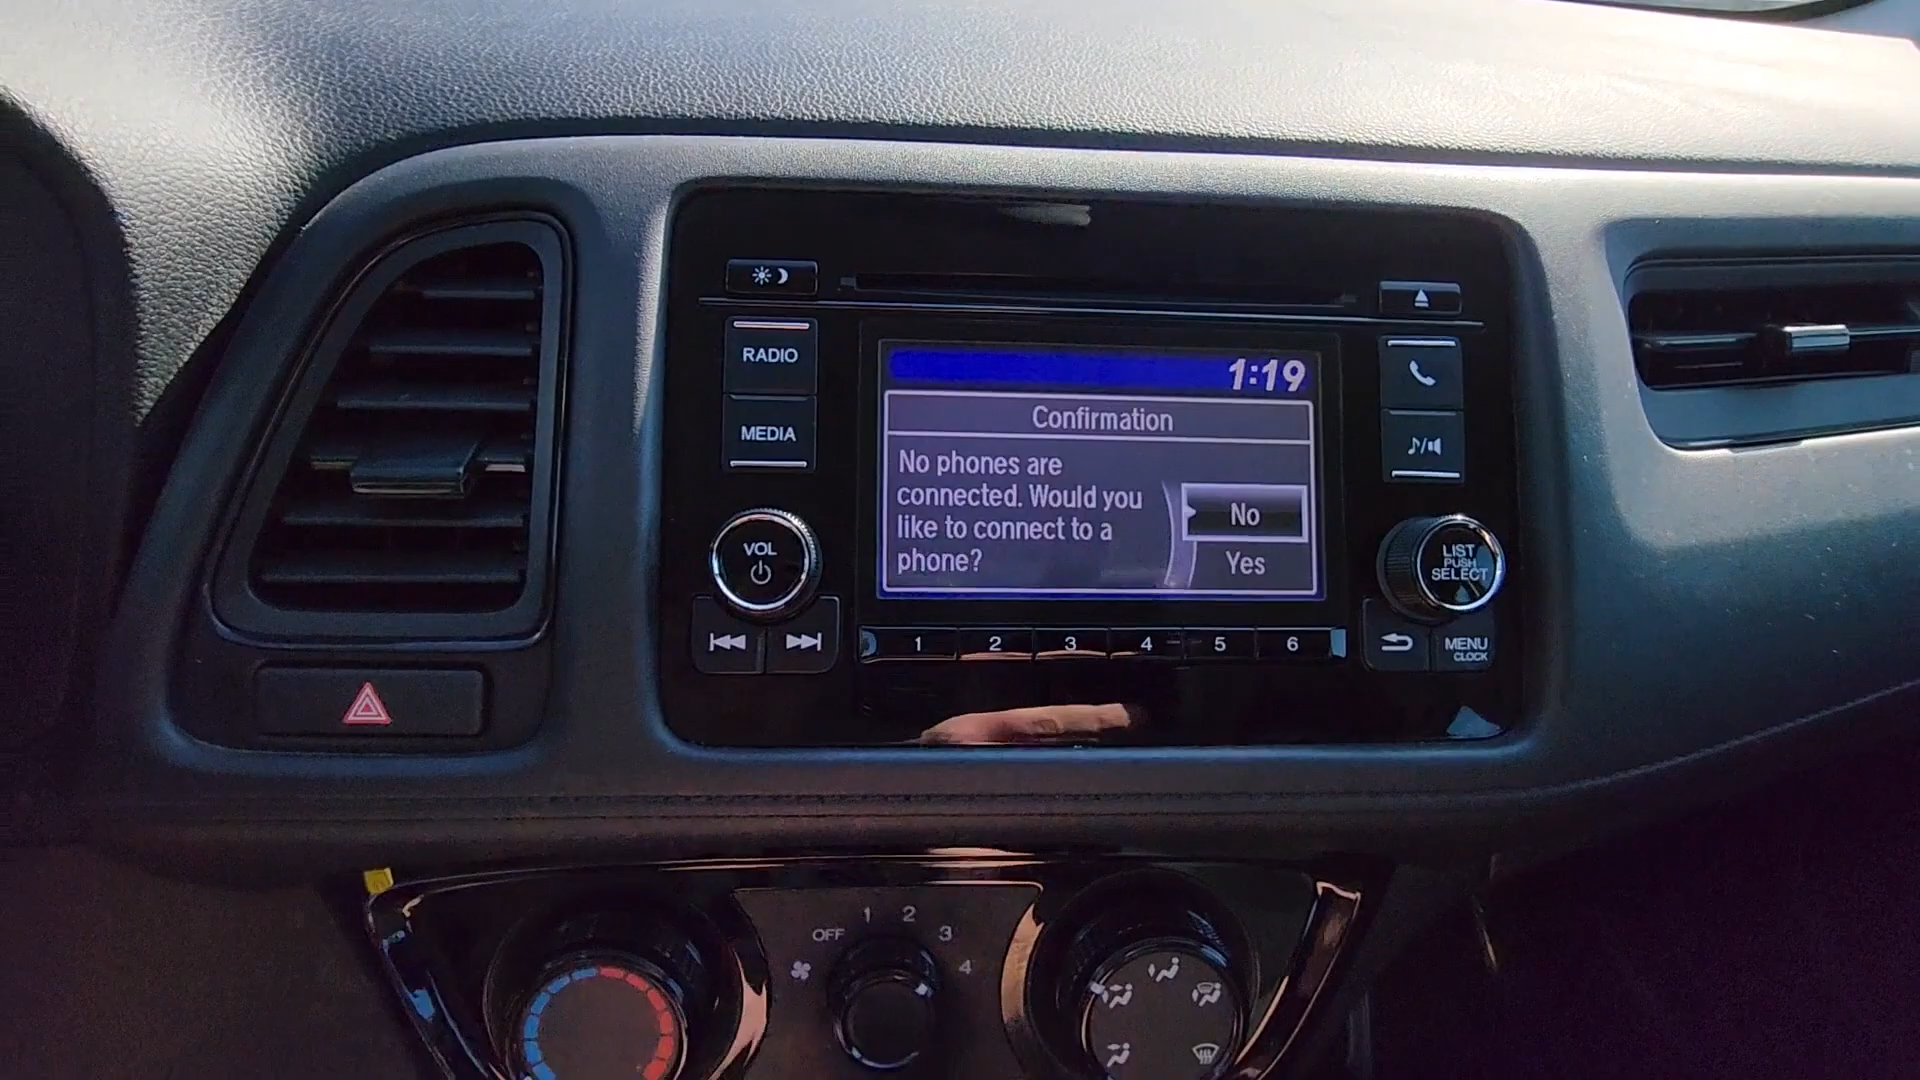 RADIO
MEDIA
VOL
1:19
Confirmation
No phones are
connected. Would you
like to connect to a
phone?
No
Yes
LIST
PUSH
SELECT
1 2 3 4 5 6
MENU
CLOCK
OFF 1 2 3 4